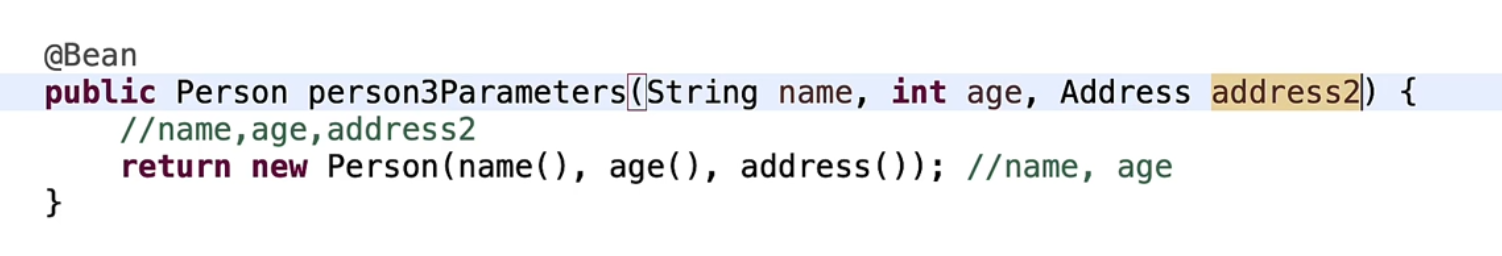 @Bean
public Person person3Parameters(String name, int age, Address address2) {
//name,age,address2
return new Person(name(), age(), address()); //name, age
}